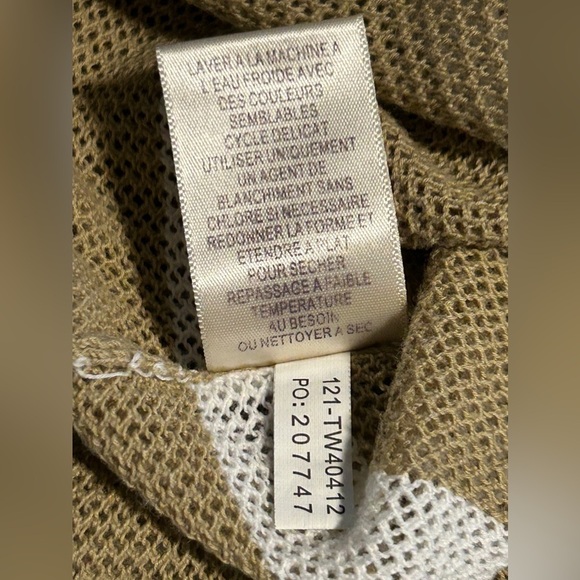 LAVER A LA MACHINE A
L'EAU FROIDE AVEC
DES COULEURS
SEMBLABLES
CYCLE DELICAT
UTILISER UNIQUEMENT
UN AGENT DE
BLANCHIMENT SANS
CHLORE SI NECESSAIRE
REDONNER LA FORME ET
ETENDRE A PLAT
POUR SECHER
REPASSAGE A FAIBLE
TEMPERATURE
AU BESOIN
OU NETTOYER A SEC
121-TW40412
PO: 207747